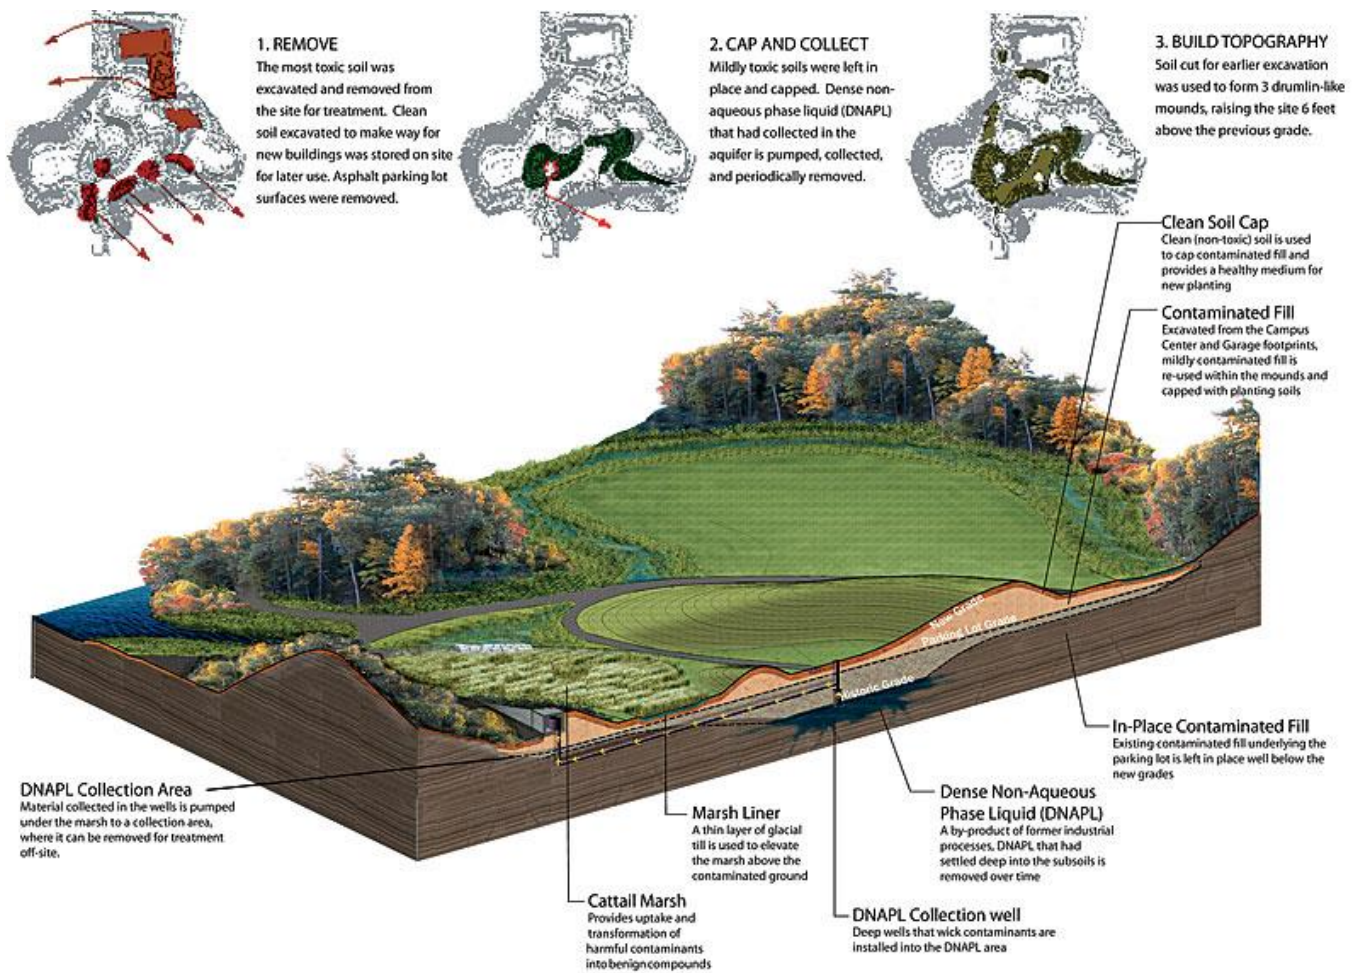 1. REMOVE
The most toxic soil was
excavated and removed from
the site for treatment. Clean
soil excavated to make way for
new buildings was stored on site
for later use. Asphalt parking lot
surfaces were removed.
2. CAP AND COLLECT
Mildly toxic soils were left in
place and capped. Dense non-
aqueous phase liquid (DNAPL)
that had collected in the
aquifer is pumped, collected,
and periodically removed.
3. BUILD TOPOGRAPHY
Soil cut for earlier excavation
was used to form 3 drumlin-like
mounds, raising the site 6 feet
above the previous grade.
Clean Soil Cap
Clean (non-toxic) soil is used
to cap contaminated fill and
provides a healthy medium for
new planting
Contaminated Fill
Excavated from the Campus
Center and Garage footprints,
mildly contaminated fill is
re-used within the mounds and
capped with planting soils
New Grade
Parking Lot Grade
Historic Grade
In-Place Contaminated Fill
Existing contaminated fill underlying the
parking lot is left in place well below the
new grades
DNAPL Collection Area
Material collected in the wells is pumped
under the marsh to a collection area,
where it can be removed for treatment
off-site.
Marsh Liner
A thin layer of glacial
till is used to elevate
the marsh above the
contaminated ground
Dense Non-Aqueous
Phase Liquid (DNAPL)
A by-product of former industrial
processes, DNAPL that had
settled deep into the subsoils is
removed over time
Cattail Marsh
Provides uptake and
transformation of
harmful contaminants
into benign compounds
DNAPL Collection well
Deep wells that wick contaminants are
installed into the DNAPL area